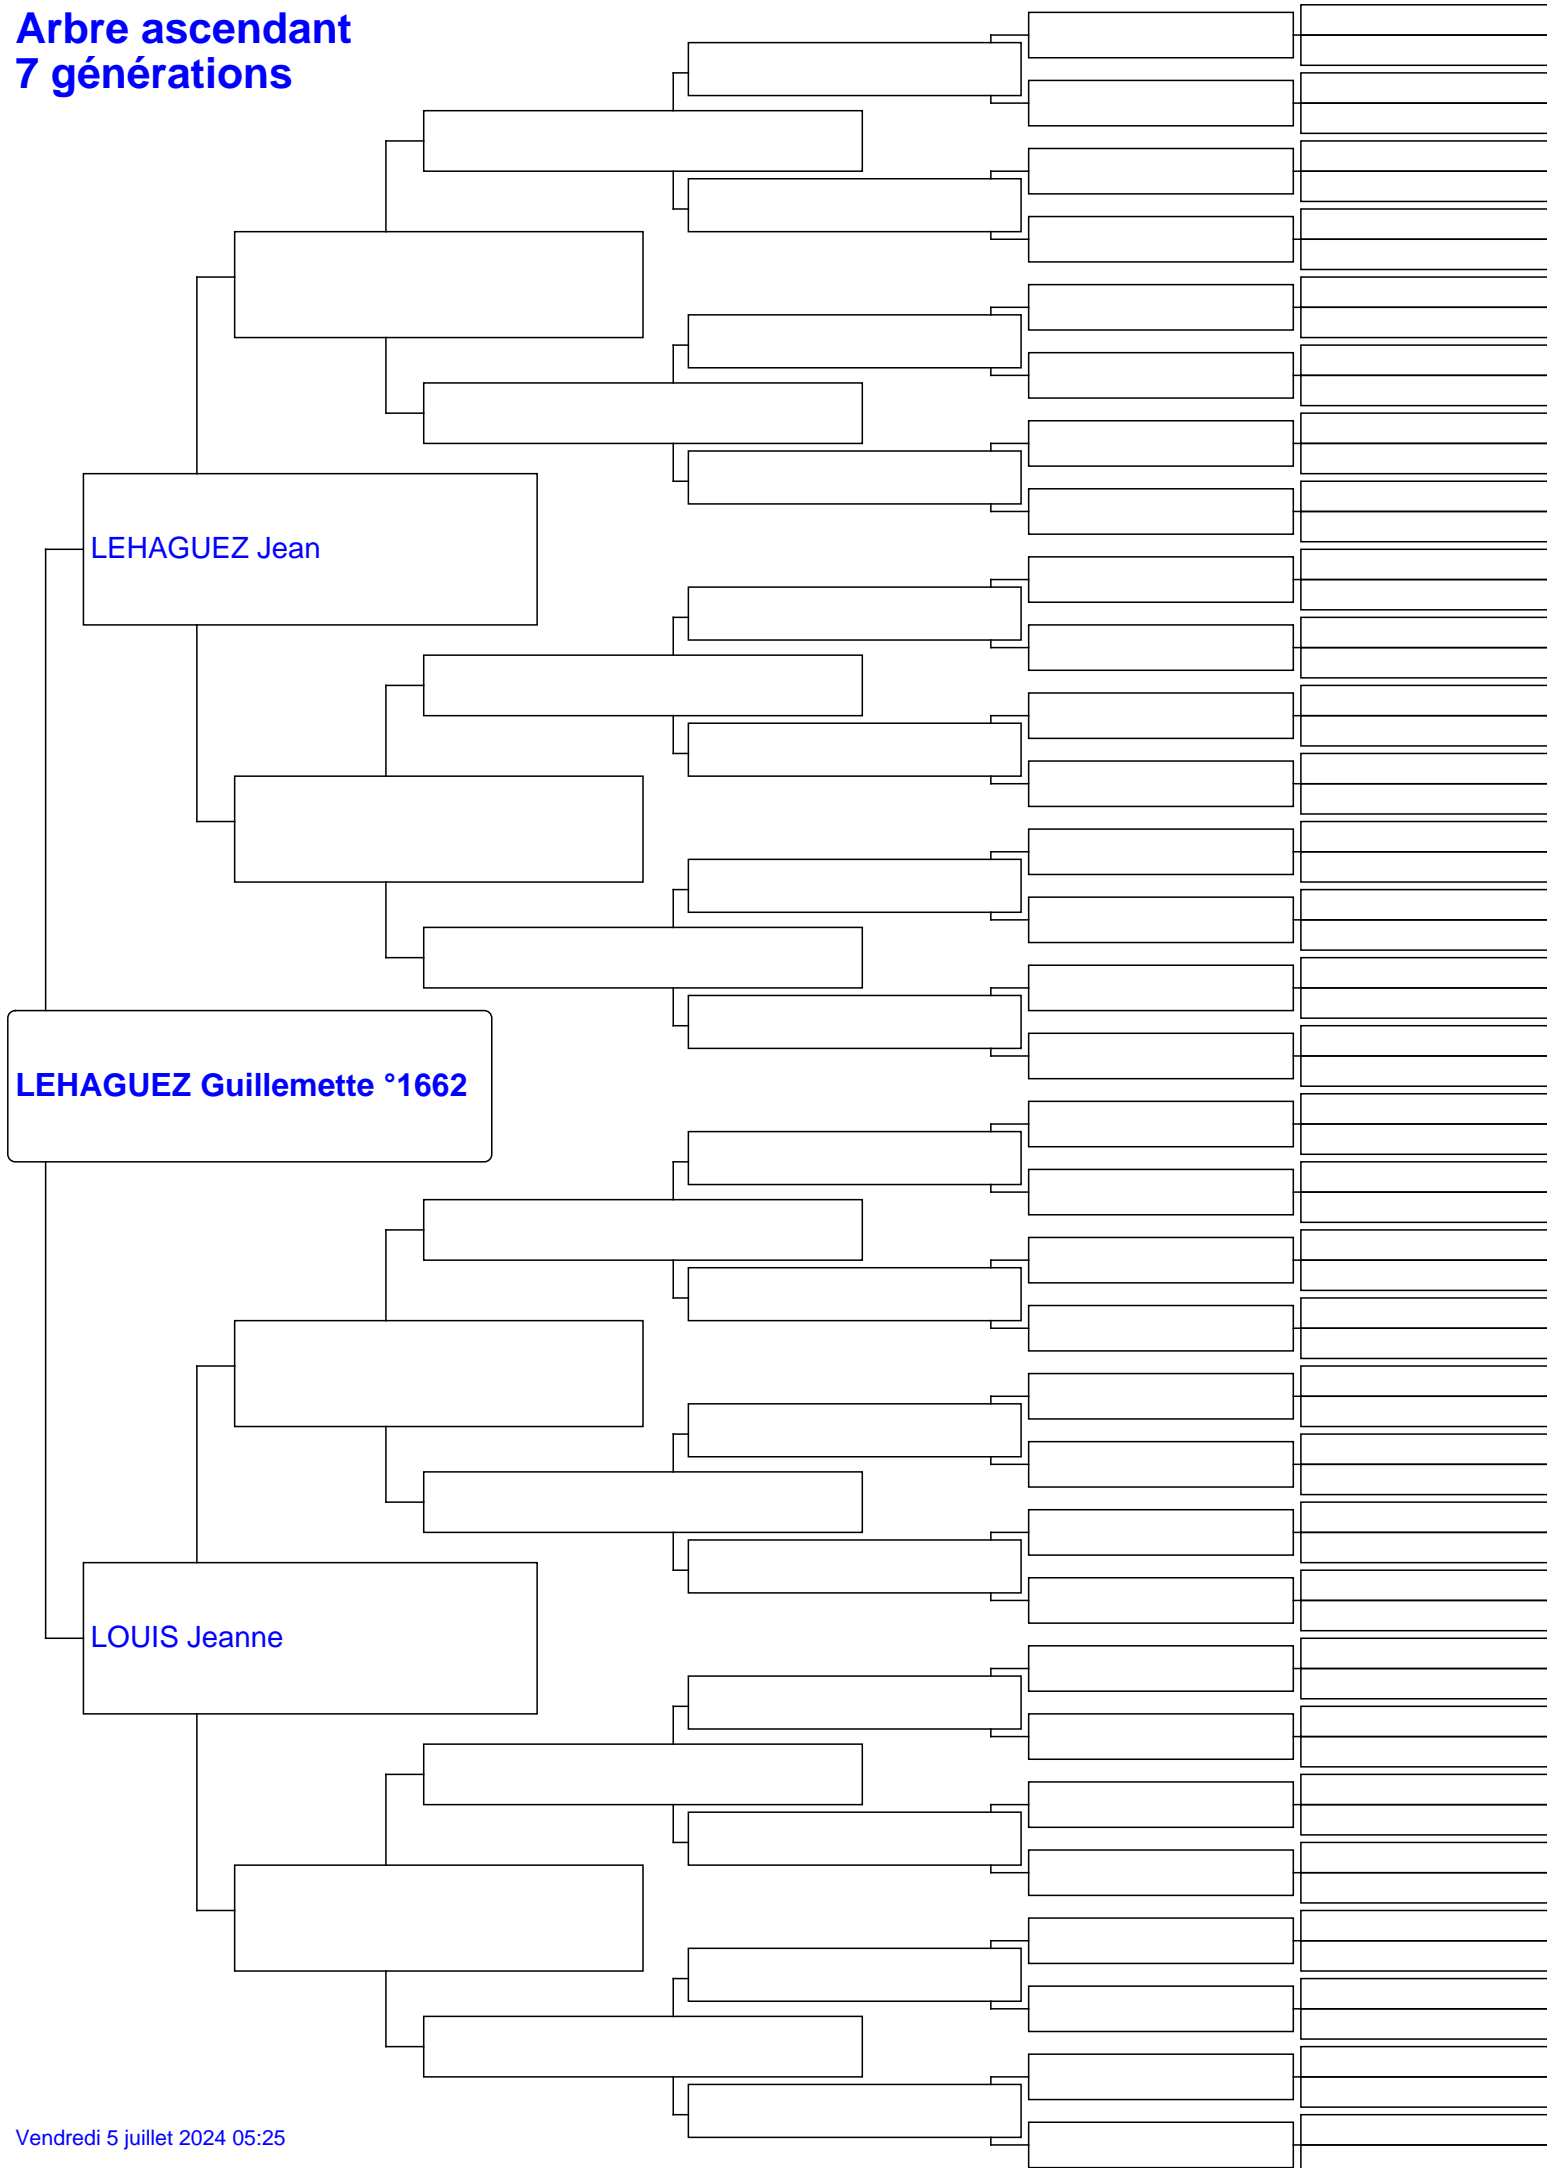 Arbre ascendant
7 générations
LEHAGUEZ Jean
LEHAGUEZ Guillemette °1662
LOUIS Jeanne
Vendredi 5 juillet 2024 05:25